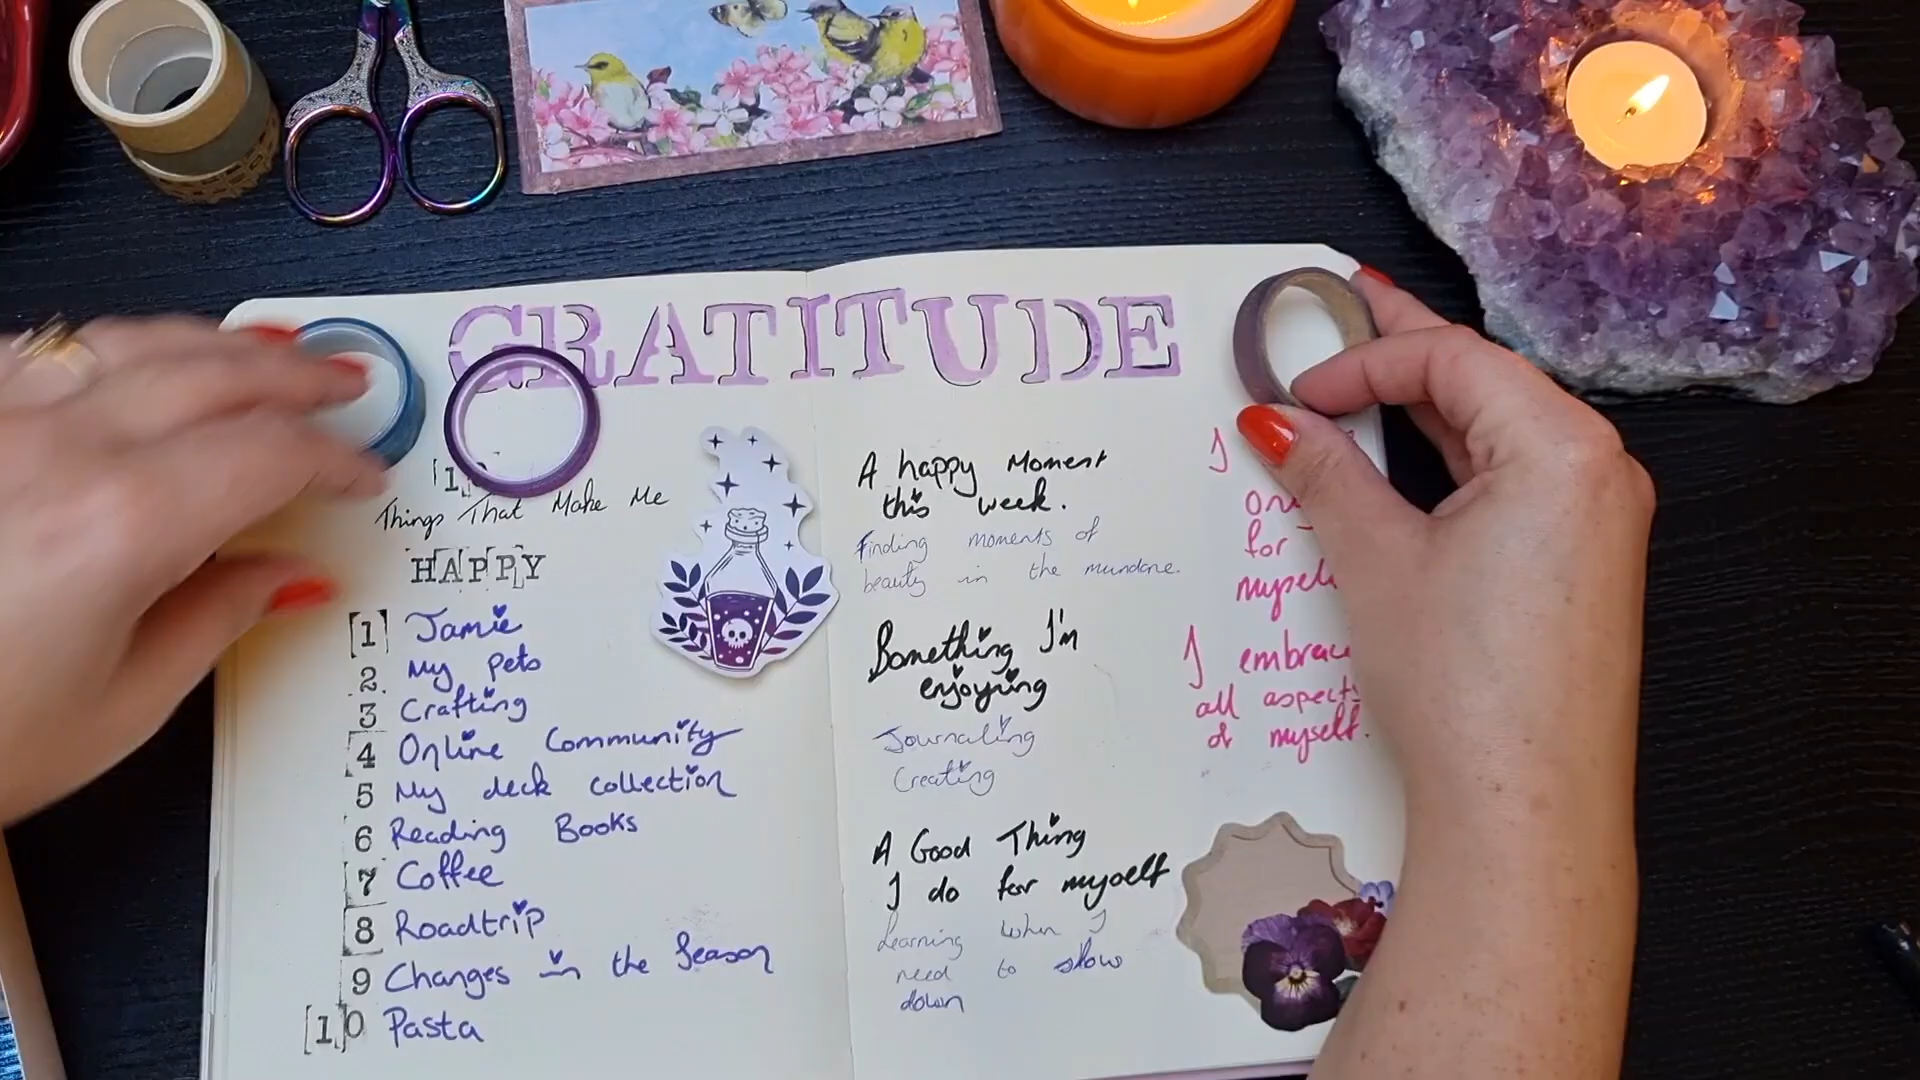 GRATITUDE
Things That Make Me
HAPPY
1 Jamie
2 My pets
3 Crafting
4 Online Community
5 My deck collection
6 Reading Books
7 Coffee
8 Roadtrip
9 Changes in the Season
10 Pasta
A happy Moment
this week.
Finding moments of
beauty in the mundane.
Something I'm
enjoying
Journaling
Creating
A Good Thing
I do for myself
Learning when I
need to slow
down
I
for
I embrace
all aspects
of myself.